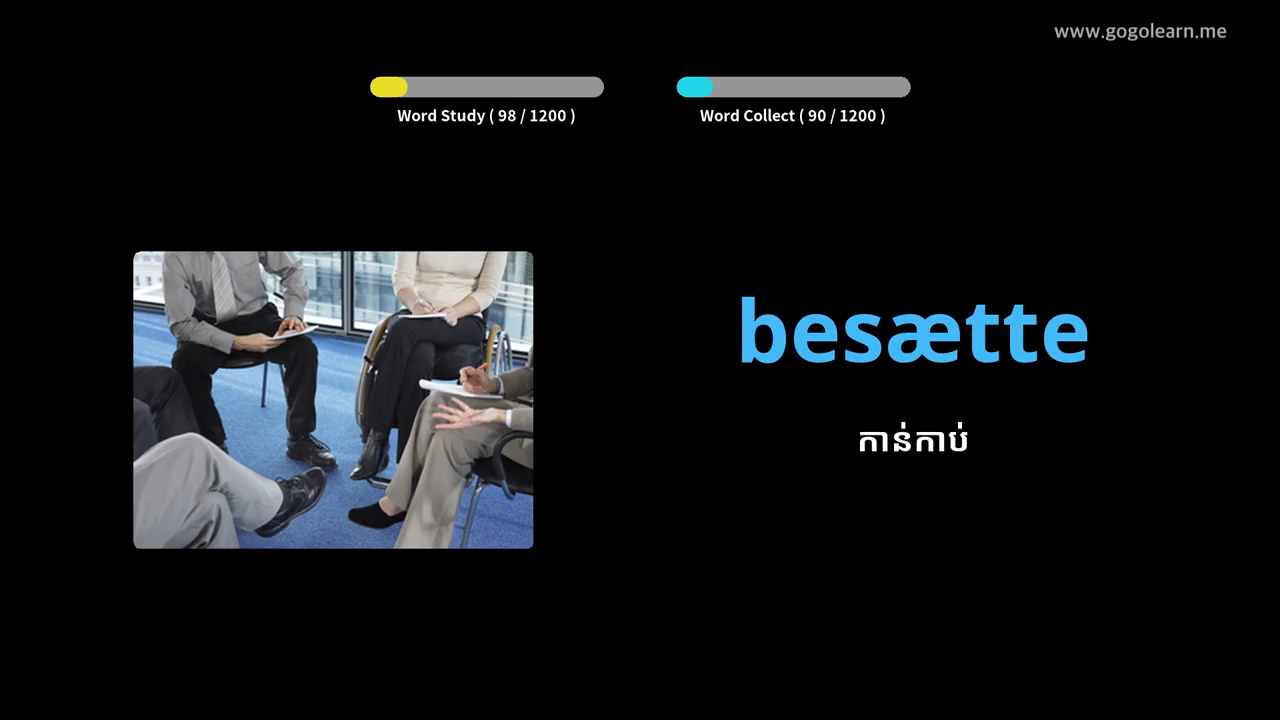 www.gogolearn.me
Word Study ( 98 / 1200 )
Word Collect ( 90 / 1200 )
besætte
កាន់កាប់